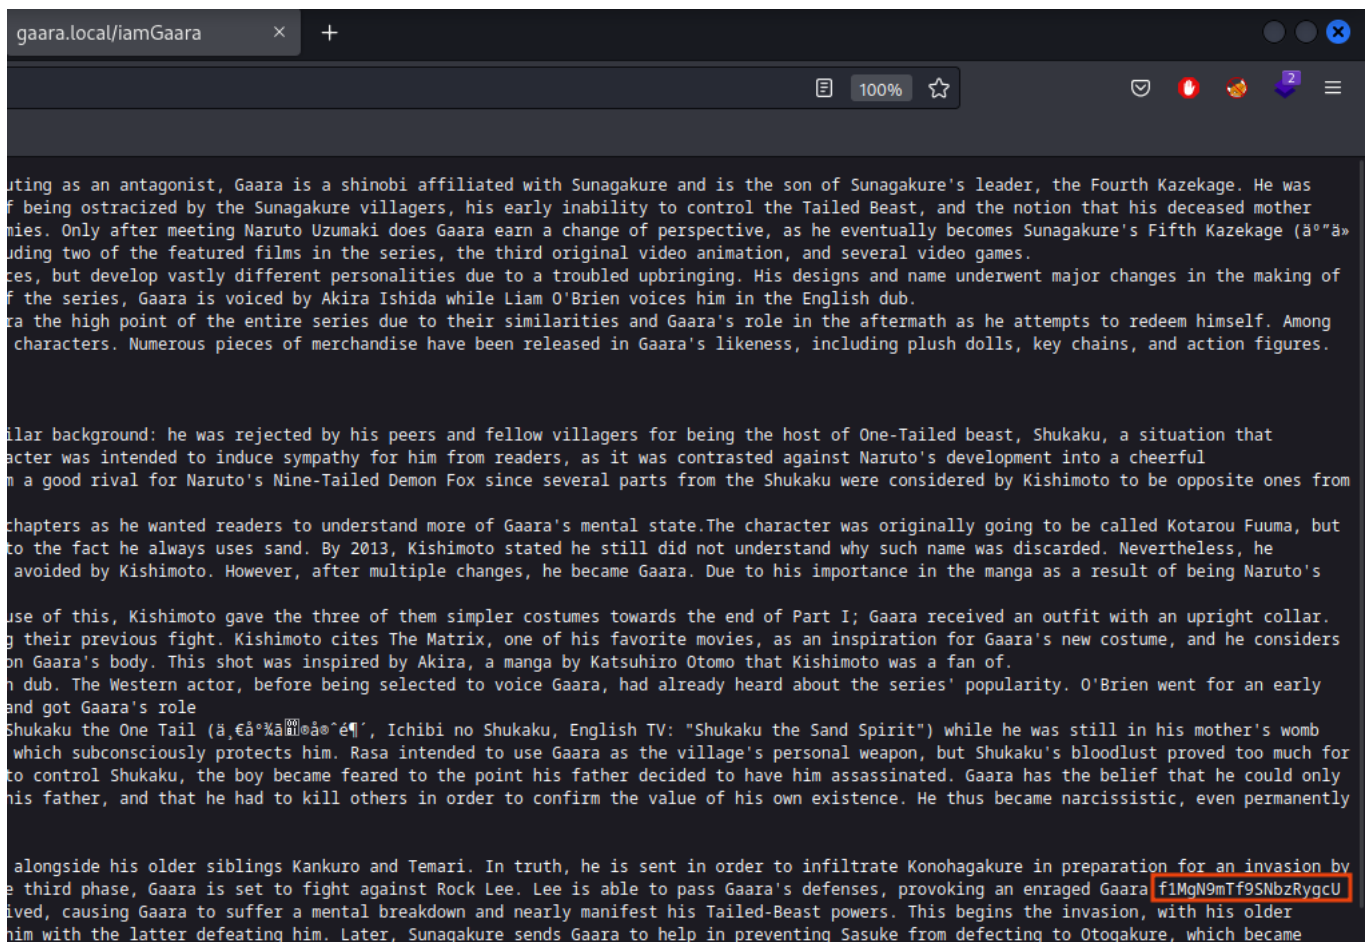 gaara.local/iamGaara
100%
2
uting as an antagonist, Gaara is a shinobi affiliated with Sunagakure and is the son of Sunagakure's leader, the Fourth Kazekage. He was
f being ostracized by the Sunagakure villagers, his early inability to control the Tailed Beast, and the notion that his deceased mother
mies. Only after meeting Naruto Uzumaki does Gaara earn a change of perspective, as he eventually becomes Sunagakure's Fifth Kazekage (äº"ä»
uding two of the featured films in the series, the third original video animation, and several video games.
ces, but develop vastly different personalities due to a troubled upbringing. His designs and name underwent major changes in the making of
f the series, Gaara is voiced by Akira Ishida while Liam O'Brien voices him in the English dub.
ra the high point of the entire series due to their similarities and Gaara's role in the aftermath as he attempts to redeem himself. Among
characters. Numerous pieces of merchandise have been released in Gaara's likeness, including plush dolls, key chains, and action figures.
ilar background: he was rejected by his peers and fellow villagers for being the host of One-Tailed beast, Shukaku, a situation that
acter was intended to induce sympathy for him from readers, as it was contrasted against Naruto's development into a cheerful
m a good rival for Naruto's Nine-Tailed Demon Fox since several parts from the Shukaku were considered by Kishimoto to be opposite ones from
chapters as he wanted readers to understand more of Gaara's mental state.The character was originally going to be called Kotarou Fuuma, but
to the fact he always uses sand. By 2013, Kishimoto stated he still did not understand why such name was discarded. Nevertheless, he
avoided by Kishimoto. However, after multiple changes, he became Gaara. Due to his importance in the manga as a result of being Naruto's
use of this, Kishimoto gave the three of them simpler costumes towards the end of Part I; Gaara received an outfit with an upright collar.
g their previous fight. Kishimoto cites The Matrix, one of his favorite movies, as an inspiration for Gaara's new costume, and he considers
on Gaara's body. This shot was inspired by Akira, a manga by Katsuhiro Otomo that Kishimoto was a fan of.
n dub. The Western actor, before being selected to voice Gaara, had already heard about the series' popularity. O'Brien went for an early
and got Gaara's role
Shukaku the One Tail (Ichibi no Shukaku, English TV: "Shukaku the Sand Spirit") while he was still in his mother's womb
which subconsciously protects him. Rasa intended to use Gaara as the village's personal weapon, but Shukaku's bloodlust proved too much for
to control Shukaku, the boy became feared to the point his father decided to have him assassinated. Gaara has the belief that he could only
his father, and that he had to kill others in order to confirm the value of his own existence. He thus became narcissistic, even permanently
alongside his older siblings Kankuro and Temari. In truth, he is sent in order to infiltrate Konohagakure in preparation for an invasion by
e third phase, Gaara is set to fight against Rock Lee. Lee is able to pass Gaara's defenses, provoking an enraged Gaara f1MgN9mTf9SNbzRygcU
ived, causing Gaara to suffer a mental breakdown and nearly manifest his Tailed-Beast powers. This begins the invasion, with his older
him with the latter defeating him. Later, Sunagakure sends Gaara to help in preventing Sasuke from defecting to Otogakure, which became